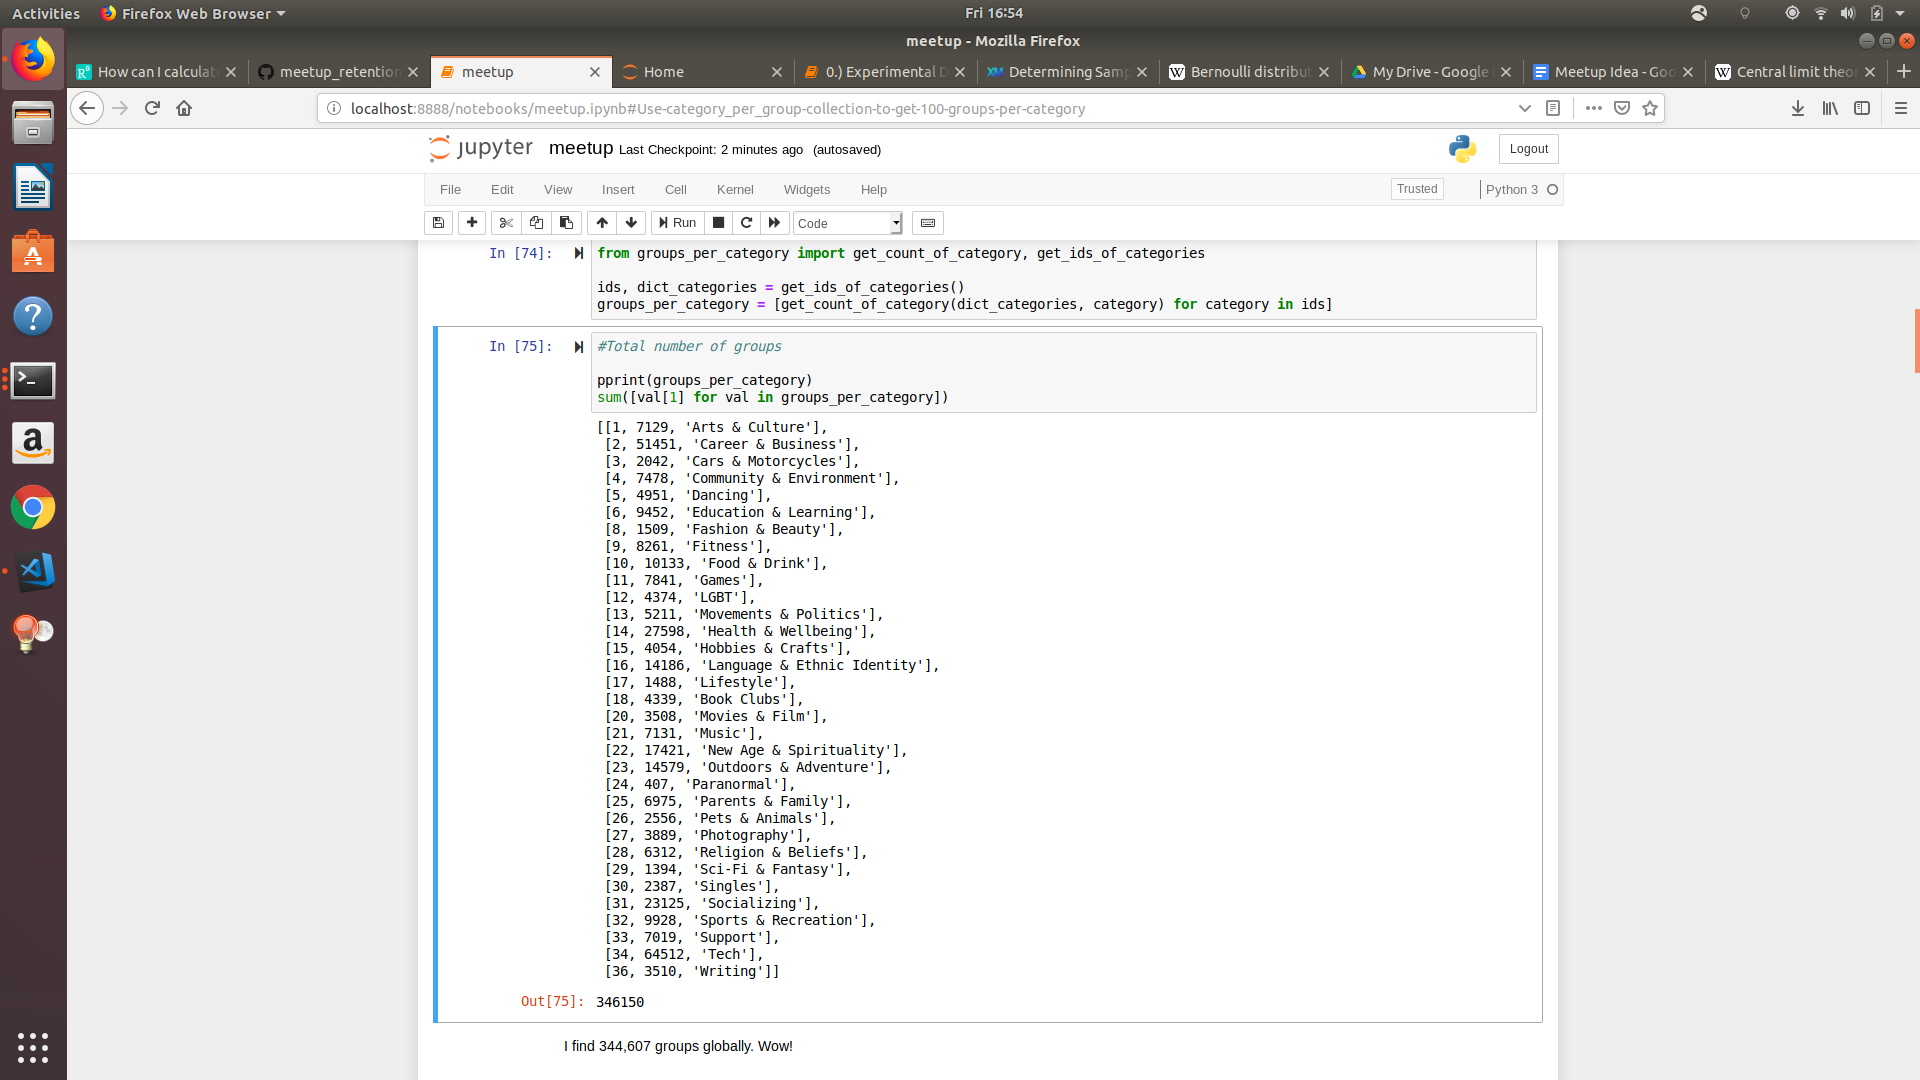 Activities Firefox Web Browser Fri 16:54
meetup - Mozilla Firefox
How can I calculat meetup_retention meetup Home 0.) Experimental D Determining Samp Bernoulli distribut My Drive - Google Meetup Idea - Goo Central limit theor
localhost:8888/notebooks/meetup.ipynb#Use-category_per_group-collection-to-get-100-groups-per-category
jupyter meetup Last Checkpoint: 2 minutes ago (autosaved) Logout
File Edit View Insert Cell Kernel Widgets Help Trusted Python 3
Run Code
In [74]: from groups_per_category import get_count_of_category, get_ids_of_categories
ids, dict_categories = get_ids_of_categories()
groups_per_category = [get_count_of_category(dict_categories, category) for category in ids]
In [75]: #Total number of groups
pprint(groups_per_category)
sum([val[1] for val in groups_per_category])
[[1, 7129, 'Arts & Culture'],
[2, 51451, 'Career & Business'],
[3, 2042, 'Cars & Motorcycles'],
[4, 7478, 'Community & Environment'],
[5, 4951, 'Dancing'],
[6, 9452, 'Education & Learning'],
[8, 1509, 'Fashion & Beauty'],
[9, 8261, 'Fitness'],
[10, 10133, 'Food & Drink'],
[11, 7841, 'Games'],
[12, 4374, 'LGBT'],
[13, 5211, 'Movements & Politics'],
[14, 27598, 'Health & Wellbeing'],
[15, 4054, 'Hobbies & Crafts'],
[16, 14186, 'Language & Ethnic Identity'],
[17, 1488, 'Lifestyle'],
[18, 4339, 'Book Clubs'],
[20, 3508, 'Movies & Film'],
[21, 7131, 'Music'],
[22, 17421, 'New Age & Spirituality'],
[23, 14579, 'Outdoors & Adventure'],
[24, 407, 'Paranormal'],
[25, 6975, 'Parents & Family'],
[26, 2556, 'Pets & Animals'],
[27, 3889, 'Photography'],
[28, 6312, 'Religion & Beliefs'],
[29, 1394, 'Sci-Fi & Fantasy'],
[30, 2387, 'Singles'],
[31, 23125, 'Socializing'],
[32, 9928, 'Sports & Recreation'],
[33, 7019, 'Support'],
[34, 64512, 'Tech'],
[36, 3510, 'Writing']]
Out[75]: 346150
I find 344,607 groups globally. Wow!